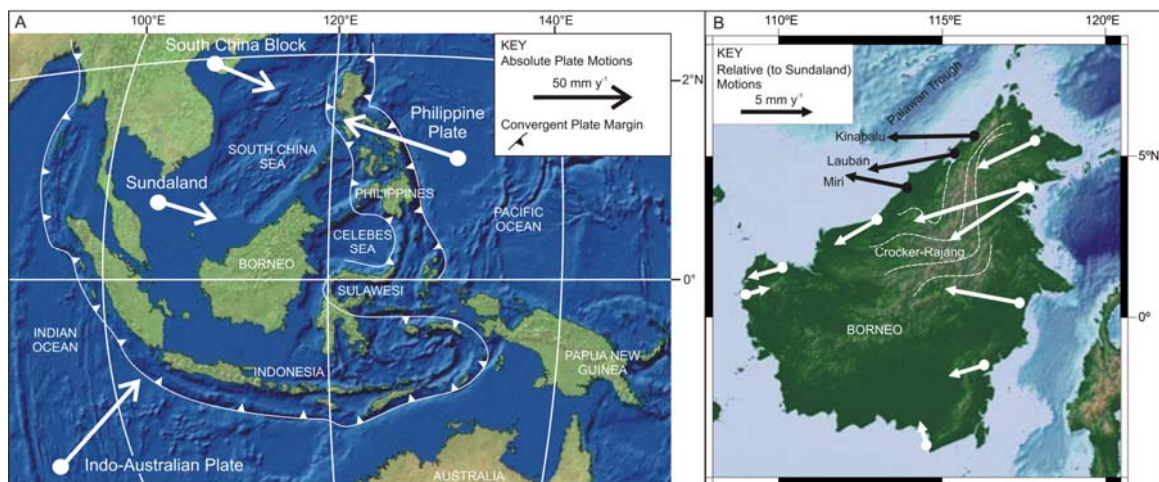 A
100°E
120°E
140°E
South China Block
KEY
Absolute Plate Motions
50 mm y⁻¹
Convergent Plate Margin
2°N
Philippine
Plate
SOUTH CHINA
SEA
Sundaland
PHILIPPINES
PACIFIC
OCEAN
CELEBES
SEA
BORNEO
0°
SULAWESI
INDIAN
OCEAN
INDONESIA
PAPUA NEW
GUINEA
Indo-Australian Plate
AUSTRALIA
B
110°E
115°E
120°E
KEY
Relative (to Sundaland)
Motions
5 mm y⁻¹
Palawan Trough
Kinabalu
Lauban
Miri
5°N
Crocker-Rajang
BORNEO
0°